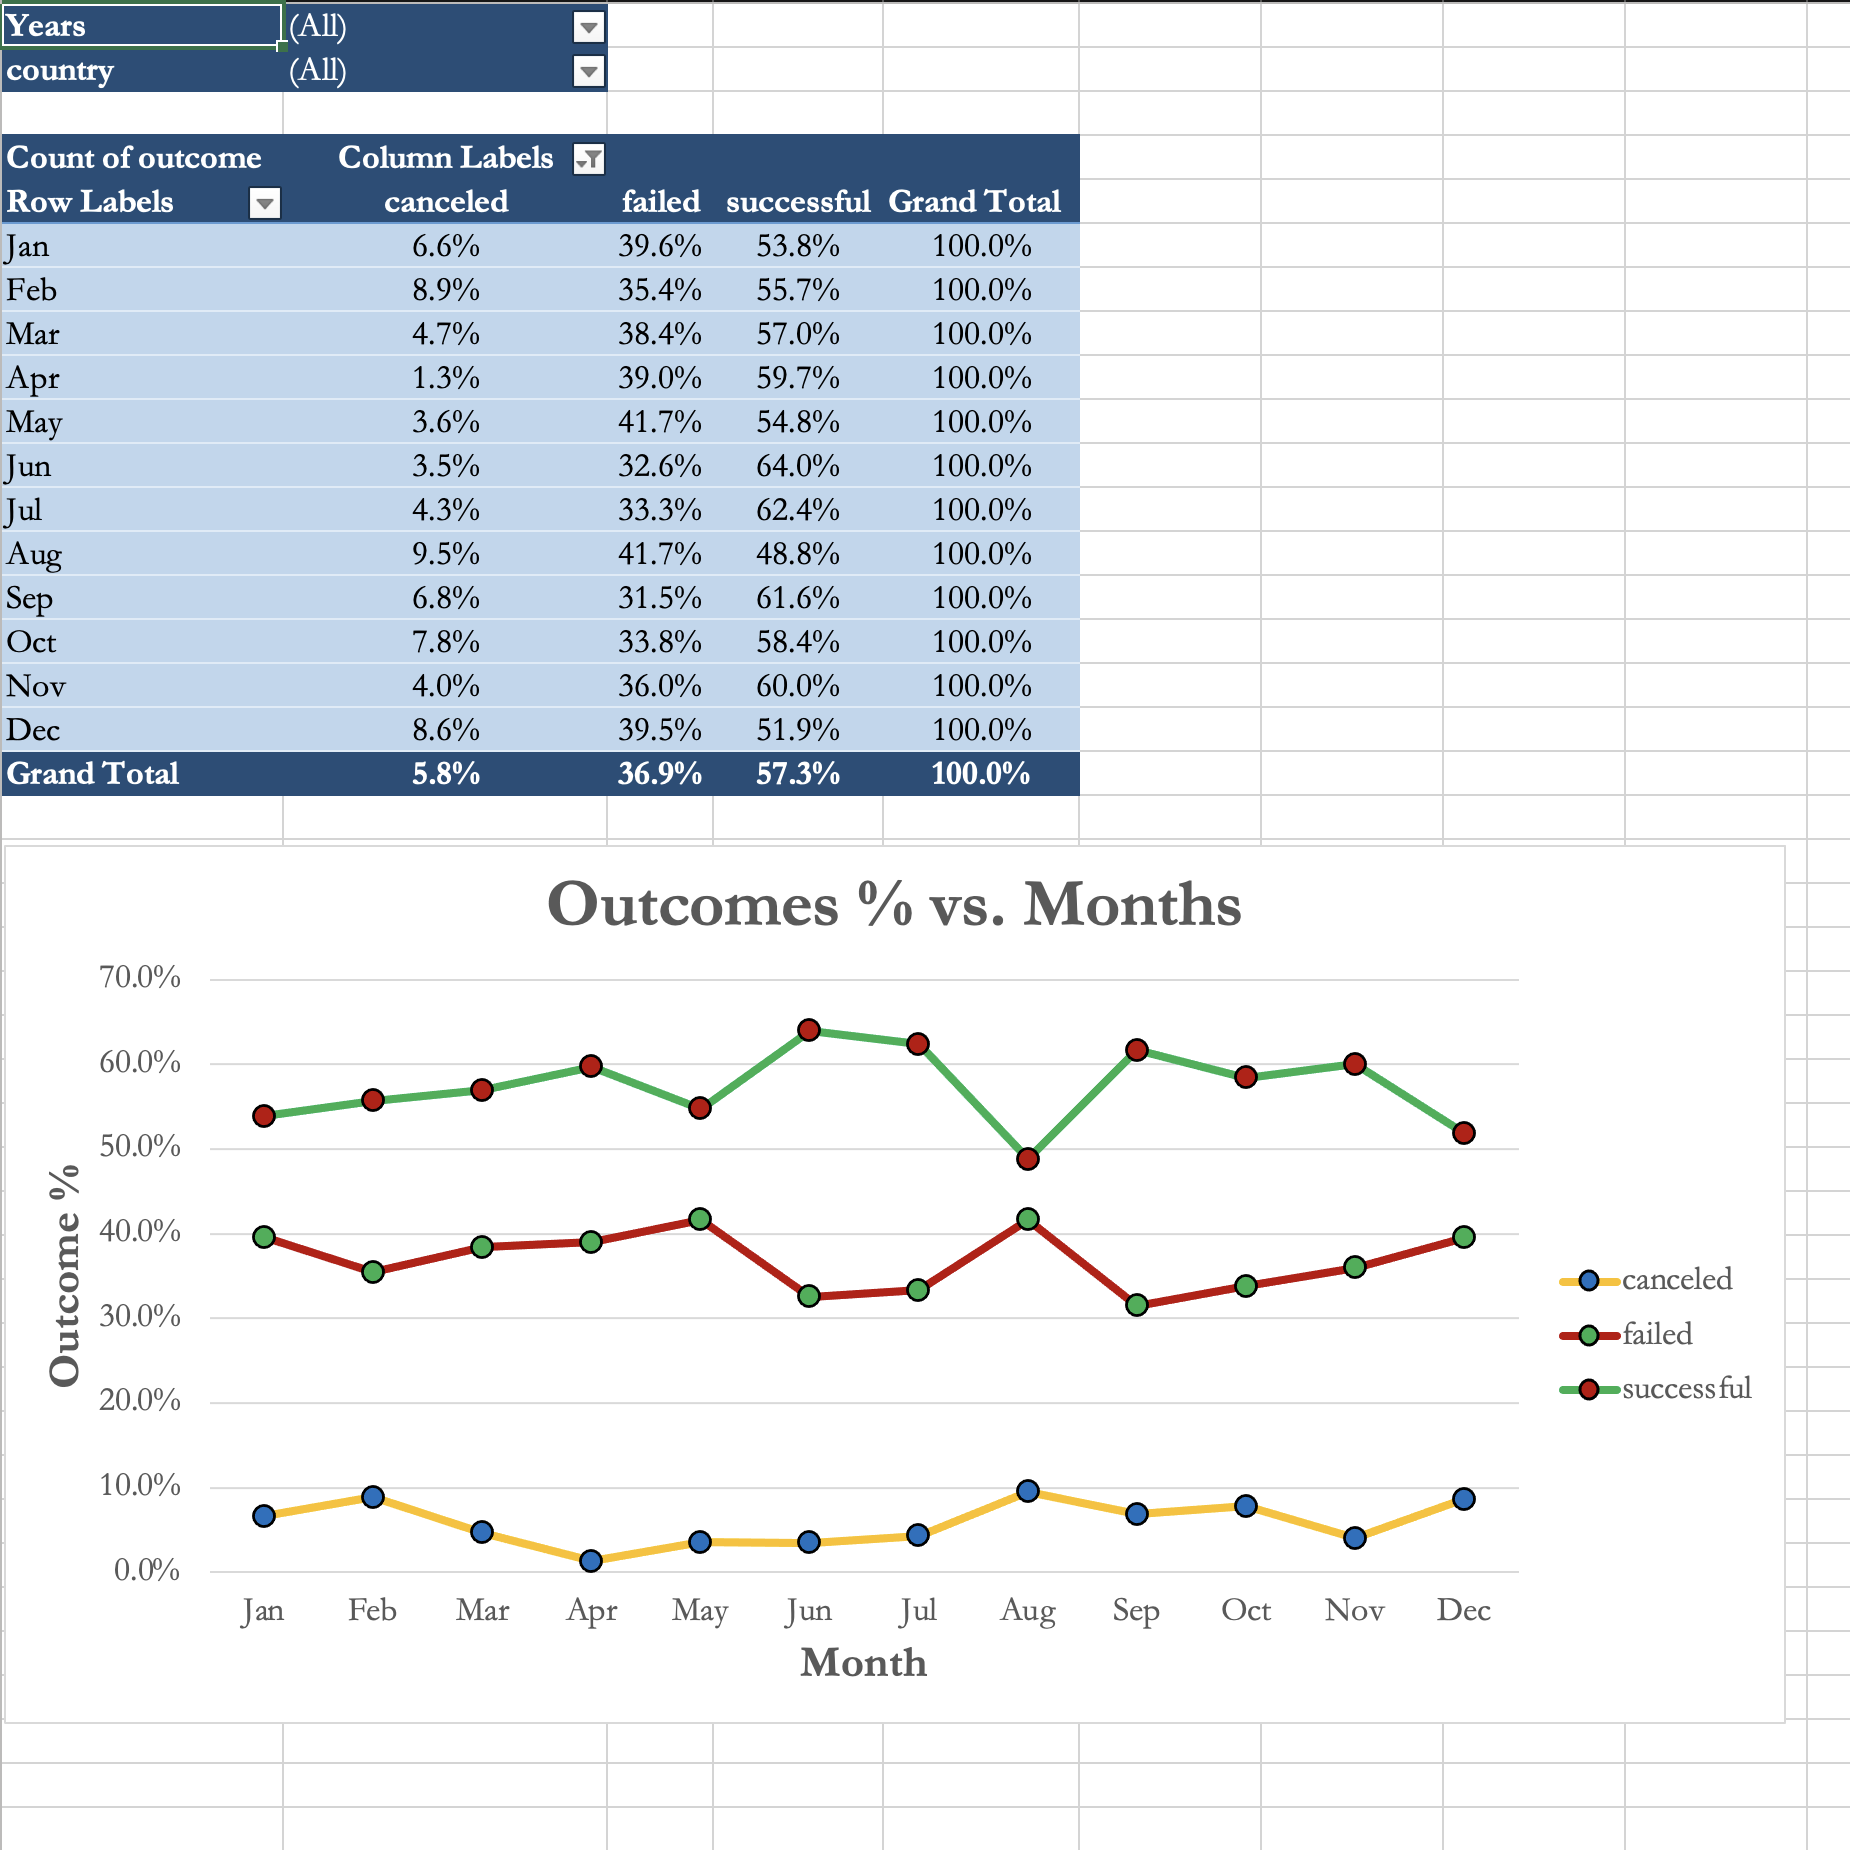 Years (All)
country (All)
Count of outcome Column Labels
Row Labels canceled failed successful Grand Total
Jan 6.6% 39.6% 53.8% 100.0%
Feb 8.9% 35.4% 55.7% 100.0%
Mar 4.7% 38.4% 57.0% 100.0%
Apr 1.3% 39.0% 59.7% 100.0%
May 3.6% 41.7% 54.8% 100.0%
Jun 3.5% 32.6% 64.0% 100.0%
Jul 4.3% 33.3% 62.4% 100.0%
Aug 9.5% 41.7% 48.8% 100.0%
Sep 6.8% 31.5% 61.6% 100.0%
Oct 7.8% 33.8% 58.4% 100.0%
Nov 4.0% 36.0% 60.0% 100.0%
Dec 8.6% 39.5% 51.9% 100.0%
Grand Total 5.8% 36.9% 57.3% 100.0%
Outcomes % vs. Months
70.0%
60.0%
50.0%
40.0%
30.0%
20.0%
10.0%
0.0%
Outcome %
Jan Feb Mar Apr May Jun Jul Aug Sep Oct Nov Dec
Month
canceled
failed
successful